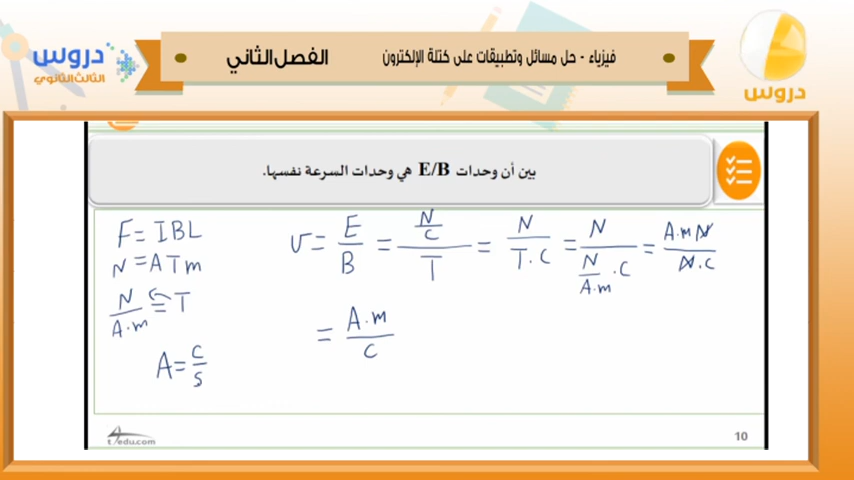 دروس
الثالث الثانوي
فيزياء - حل مسائل وتطبيقات على كتلة الإلكترون
الفصل الثاني
دروس
بين أن وحدات E/B هي وحدات السرعة نفسها.
F = IBL
N = A T m
N/A.m = T
A = C/s
v = E/B = (N/C)/T = N/(T.C) = N/((N/A.m).C) = A.m N/N.C
= A.m/C
t4edu.com
10